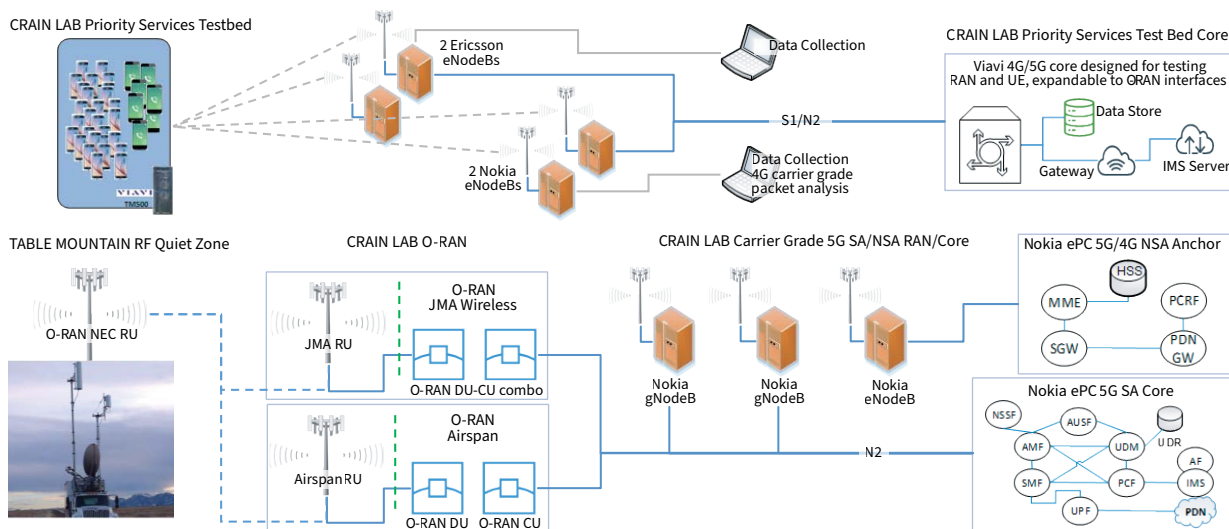 CRAIN LAB Priority Services Testbed
VIAVI
TM500
2 Ericsson
eNodeBs
2 Nokia
eNodeBs
Data Collection
Data Collection
4G carrier grade
packet analysis
S1/N2
CRAIN LAB Priority Services Test Bed Core
Viavi 4G/5G core designed for testing
RAN and UE, expandable to ORAN interfaces
Data Store
Gateway
IMS Server
TABLE MOUNTAIN RF Quiet Zone
O-RAN NEC RU
CRAIN LAB O-RAN
O-RAN
JMA Wireless
JMA RU
O-RAN DU-CU combo
O-RAN
Airspan
Airspan RU
O-RAN DU
O-RAN CU
CRAIN LAB Carrier Grade 5G SA/NSA RAN/Core
Nokia
gNodeB
Nokia
gNodeB
Nokia
eNodeB
N2
Nokia ePC 5G/4G NSA Anchor
HSS
MME
PCRF
SGW
PDN
GW
Nokia ePC 5G SA Core
NSSF
AUSF
UDR
AMF
UDM
AF
SMF
PCF
IMS
UPF
PDN